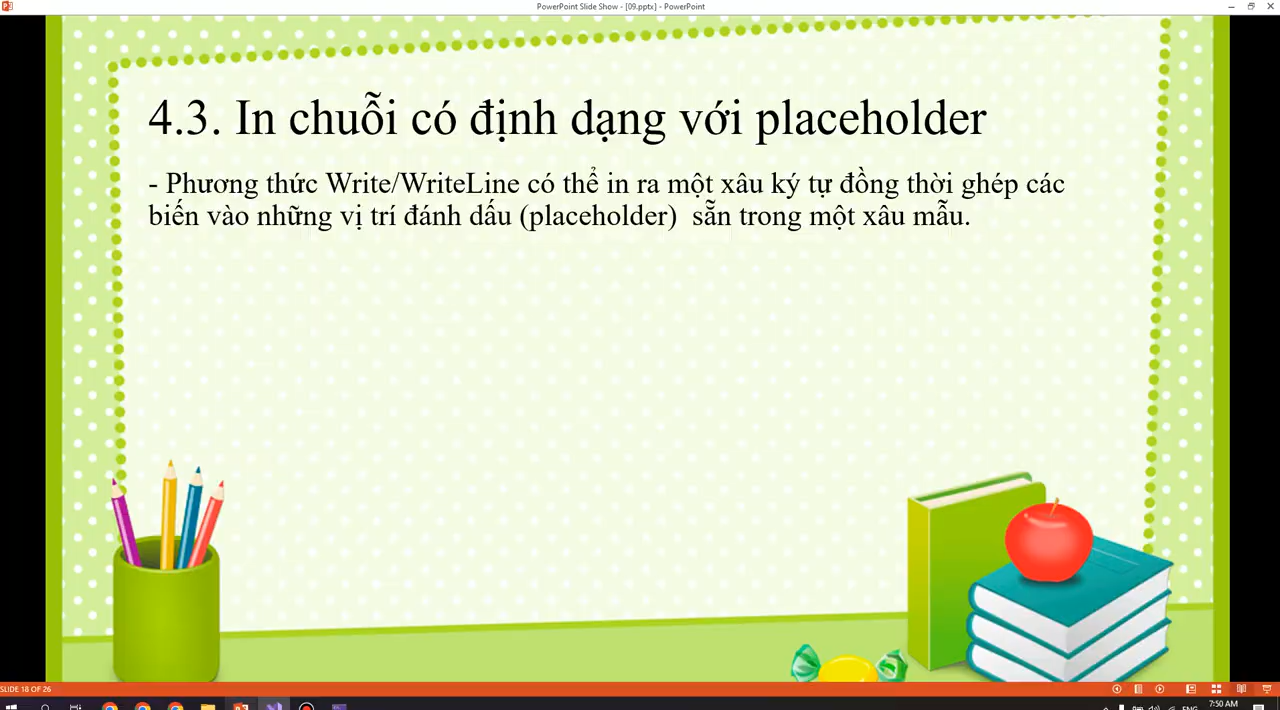 PowerPoint Slide Show - [09.pptx] - PowerPoint
4.3. In chuỗi có định dạng với placeholder
- Phương thức Write/WriteLine có thể in ra một xâu ký tự đồng thời ghép các
biến vào những vị trí đánh dấu (placeholder)  sẵn trong một xâu mẫu.
SLIDE 18 OF 26
ENG
7:50 AM